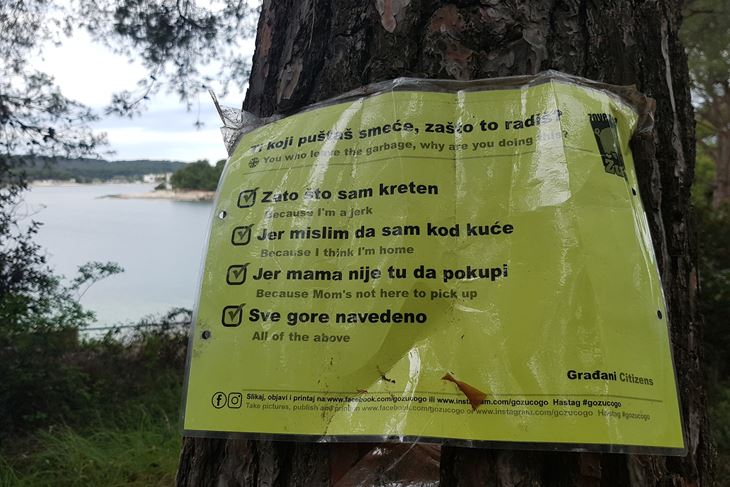 Ti koji puštaš smeće, zašto to radiš?
You who leave the garbage, why are you doing this?
Zato što sam kreten
Because I'm a jerk
Jer mislim da sam kod kuće
Because I think I'm home
Jer mama nije tu da pokupi
Because Mom's not here to pick up
Sve gore navedeno
All of the above
Građani Citizens
Slikaj, objavi i printaj na www.facebook.com/gozucogo ili www.instagram.com/gozucogo Hastag #gozucogo
Take pictures, publish and print on www.facebook.com/gozucogo or www.instagram.com/gozucogo Hastag #gozucogo